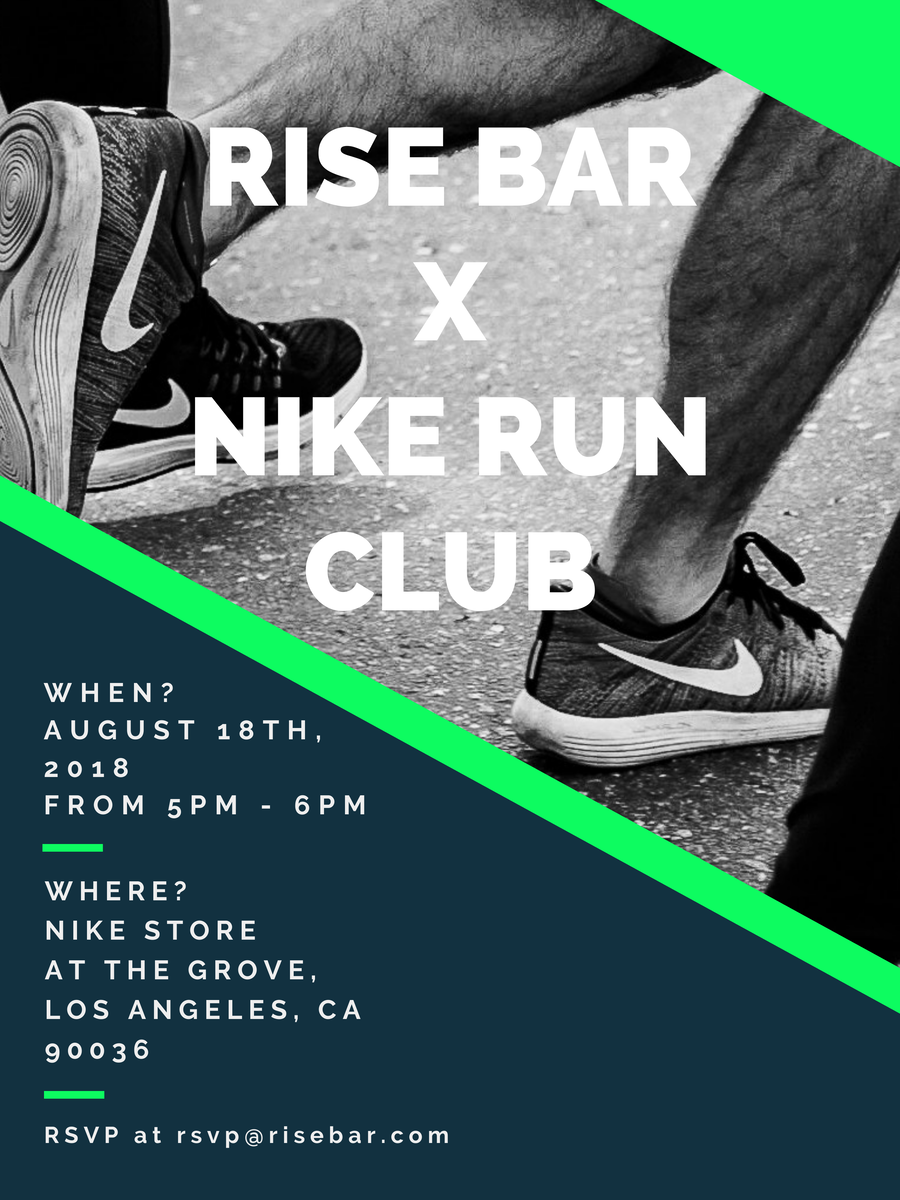 RISE BAR
X
NIKE RUN
CLUB
WHEN?
AUGUST 18TH,
2018
FROM 5PM - 6PM
WHERE?
NIKE STORE
AT THE GROVE,
LOS ANGELES, CA
90036
RSVP at rsvp@risebar.com